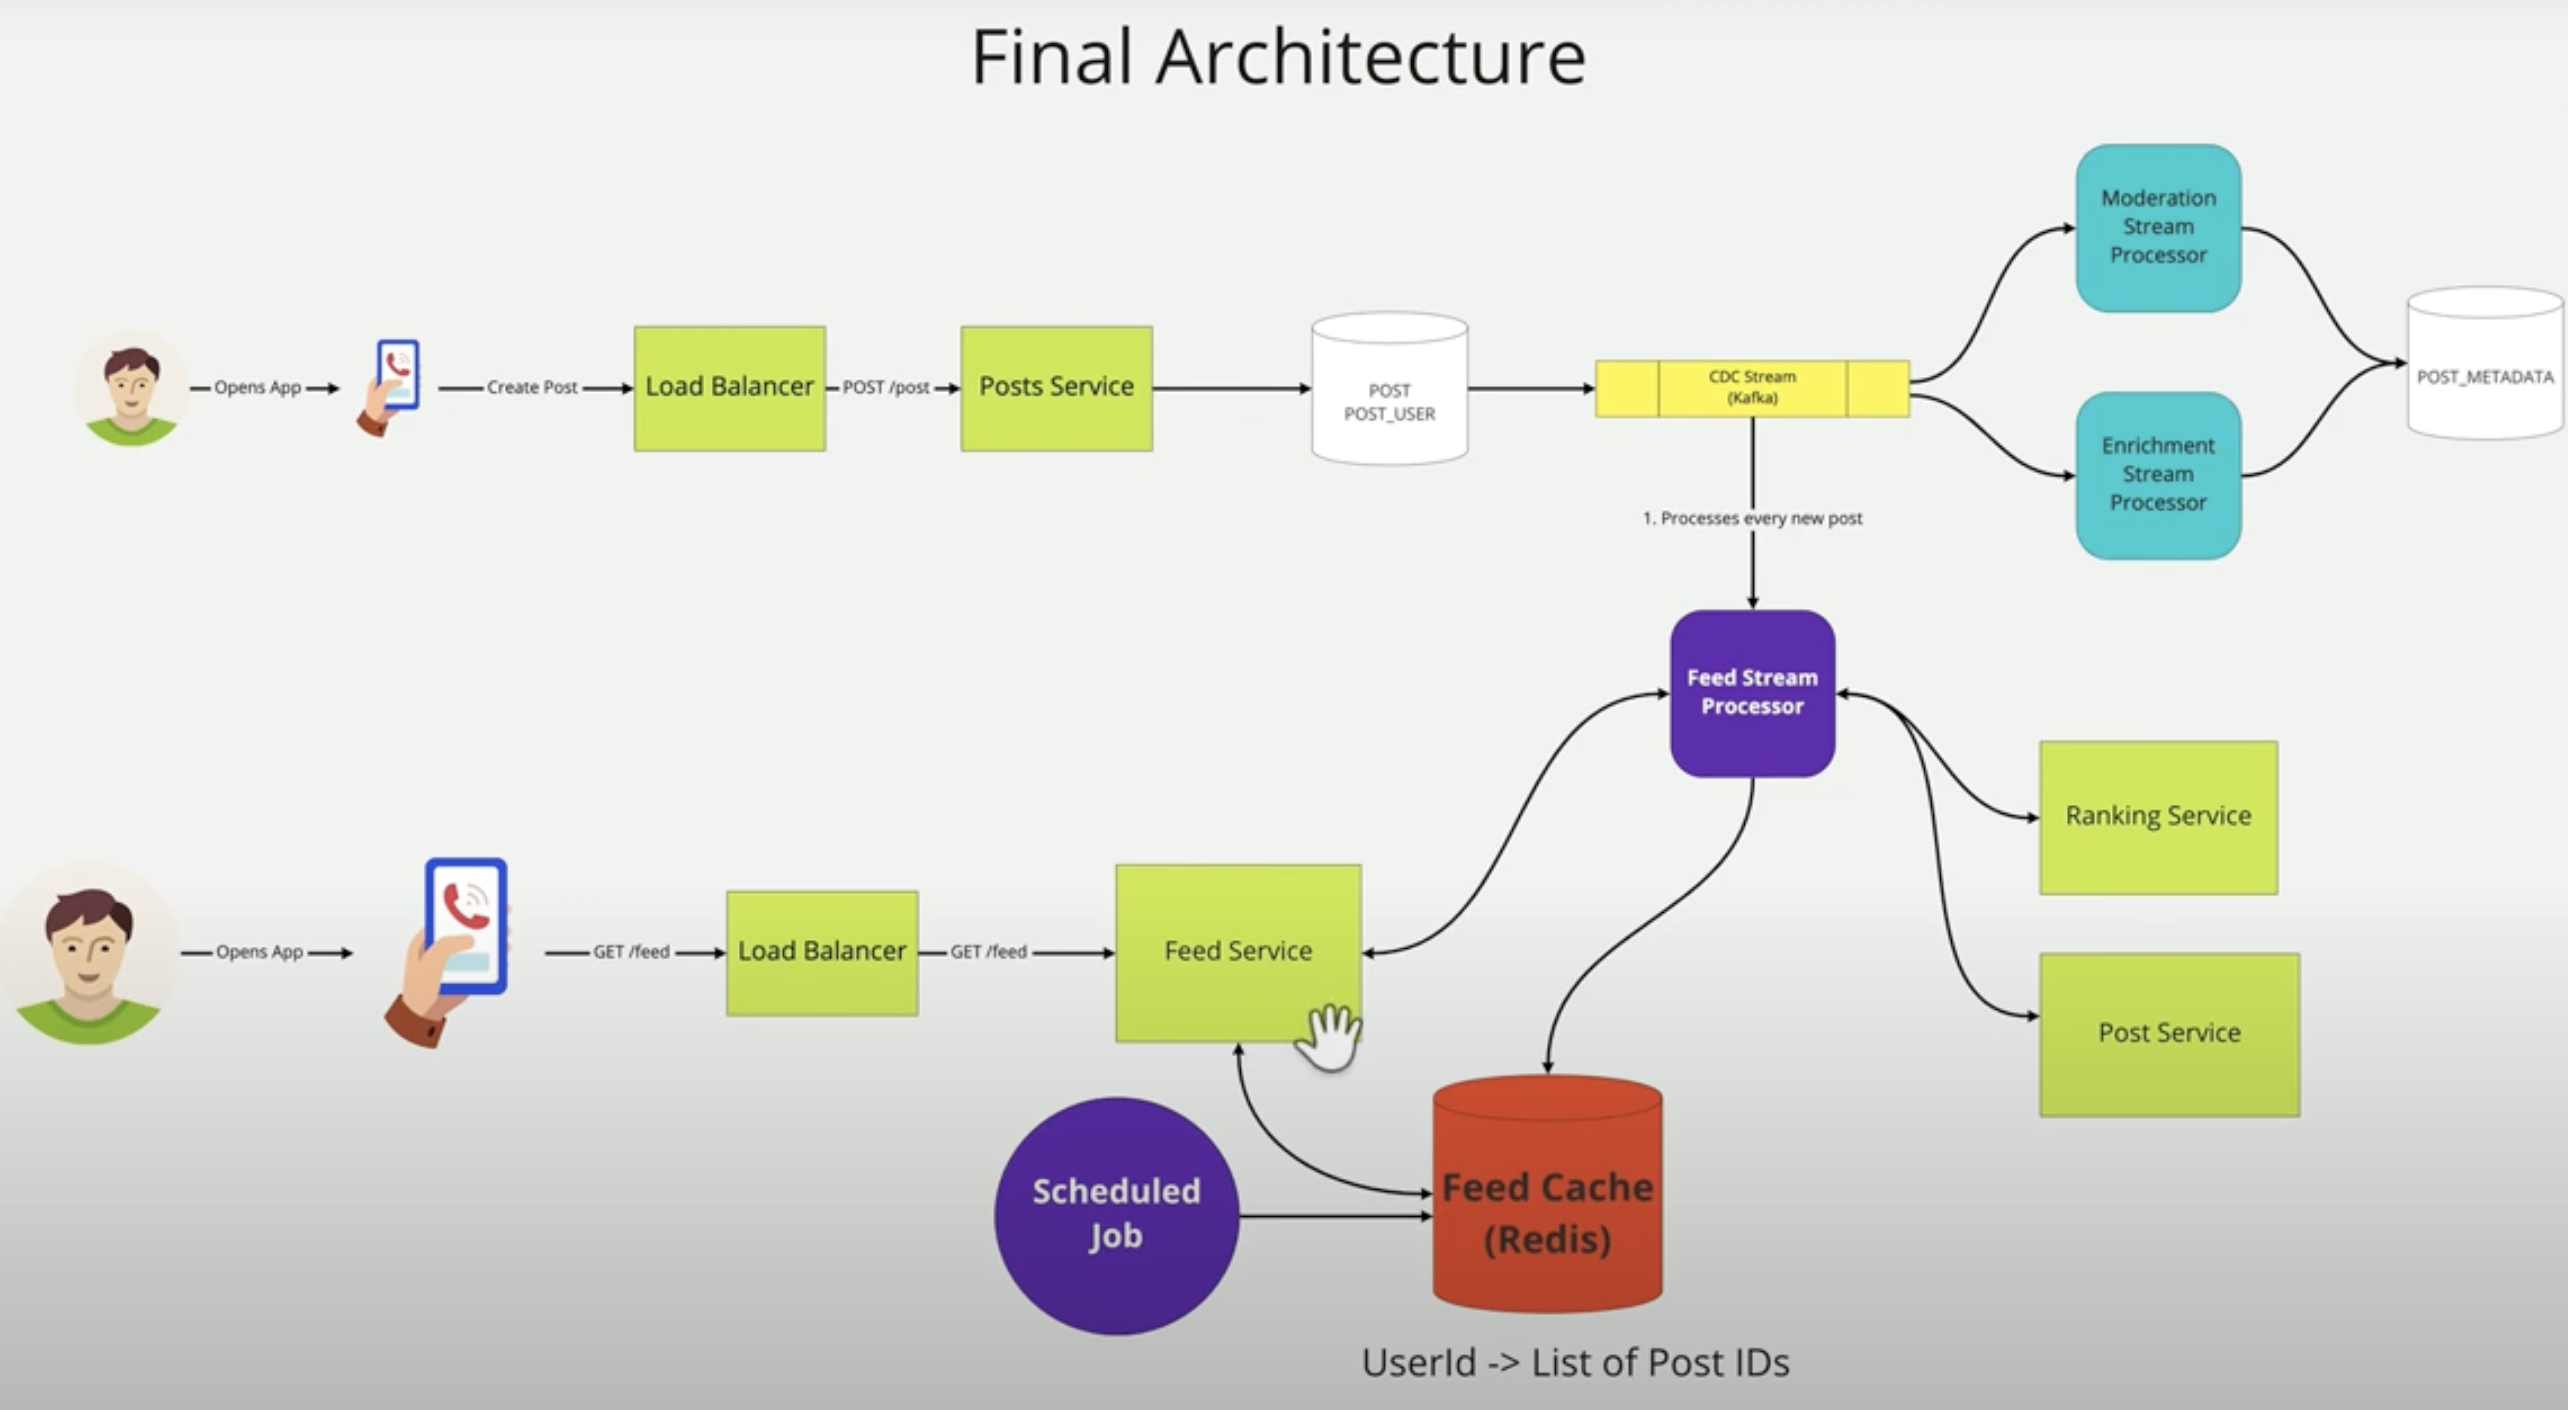 Final Architecture
Opens App
Create Post
Load Balancer
POST /post
Posts Service
POST
POST_USER
CDC Stream
(Kafka)
Moderation
Stream
Processor
Enrichment
Stream
Processor
POST_METADATA
1. Processes every new post
Feed Stream
Processor
Ranking Service
Post Service
Opens App
GET /feed
Load Balancer
GET /feed
Feed Service
Scheduled
Job
Feed Cache
(Redis)
UserId -> List of Post IDs